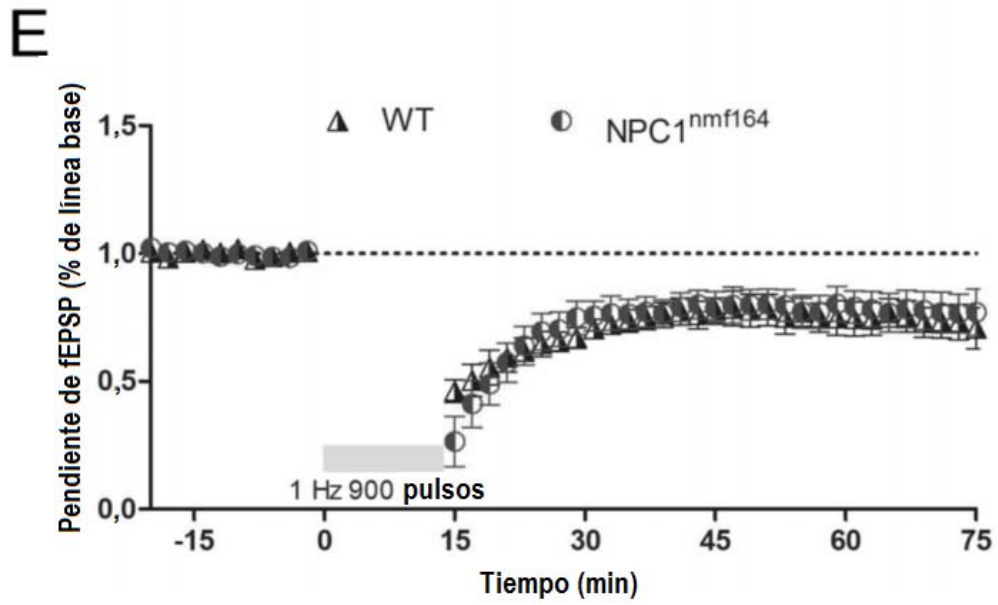 E
Pendiente de fEPSP (% de línea base)
WT
NPC1nmf164
1,5
1,0
0,5
0,0
1 Hz 900 pulsos
-15 0 15 30 45 60 75
Tiempo (min)